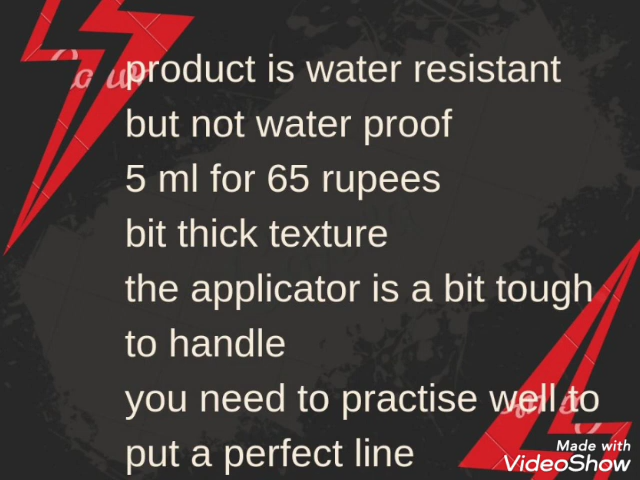 product is water resistant
but not water proof
5 ml for 65 rupees
bit thick texture
the applicator is a bit tough
to handle
you need to practise well to
put a perfect line
Made with
VideoShow